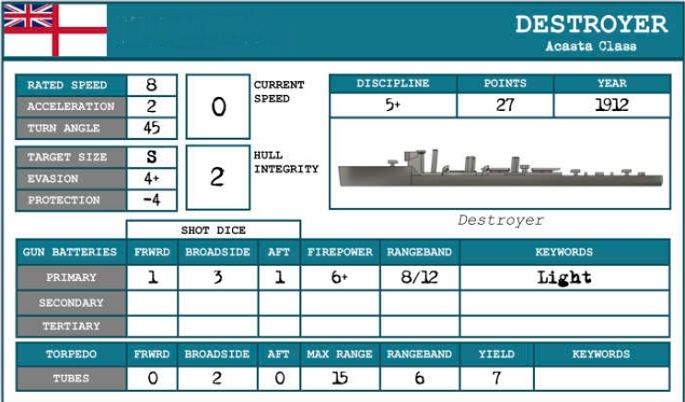 DESTROYER
Acasta Class
RATED SPEED 8
ACCELERATION 2
TURN ANGLE 45
0 CURRENT SPEED
TARGET SIZE S
EVASION 4+
PROTECTION -4
2 HULL INTEGRITY
DISCIPLINE POINTS YEAR
5+ 27 1912
Destroyer
SHOT DICE
GUN BATTERIES FRWRD BROADSIDE AFT FIREPOWER RANGEBAND KEYWORDS
PRIMARY 1 3 1 6+ 8/12 Light
SECONDARY
TERTIARY
TORPEDO FRWRD BROADSIDE AFT MAX RANGE RANGEBAND YIELD KEYWORDS
TUBES 0 2 0 15 6 7